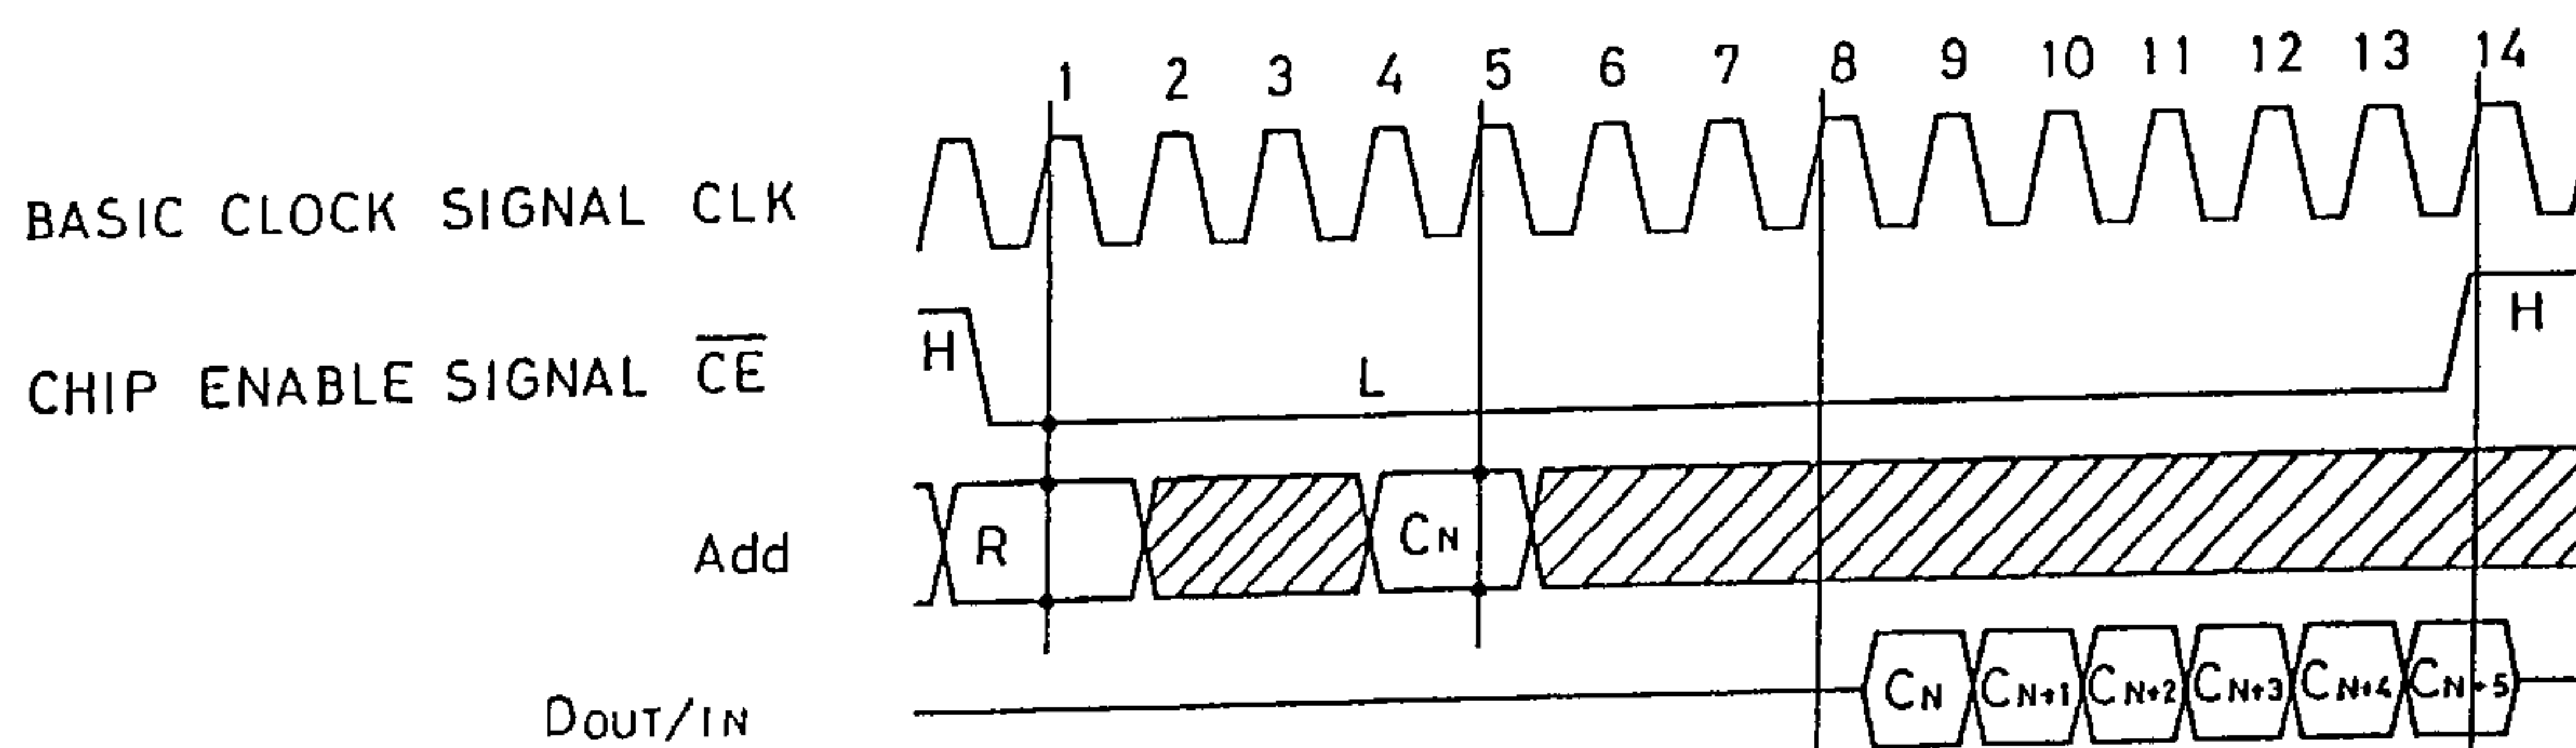 1 2 3 4 5 6 7 8 9 10 11 12 13 14
BASIC CLOCK SIGNAL CLK
CHIP ENABLE SIGNAL CE H L H
Add R CN
DOUT/IN CN CN+1 CN+2 CN+3 CN+4 CN+5